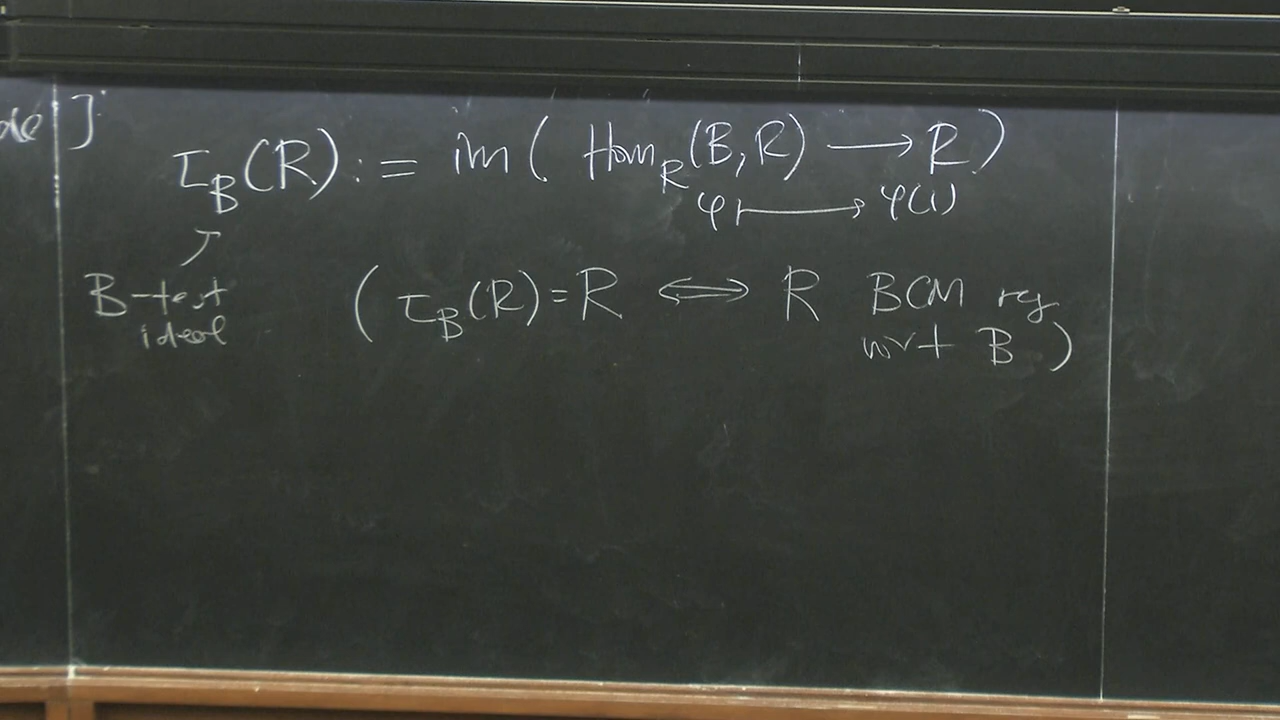 τ_B(R) := im( Hom_R(B,R) ⟶ R )
φ ⟼ φ(1)
B-test ideal
( τ_B(R) = R ⟺ R BCM reg
wrt B )